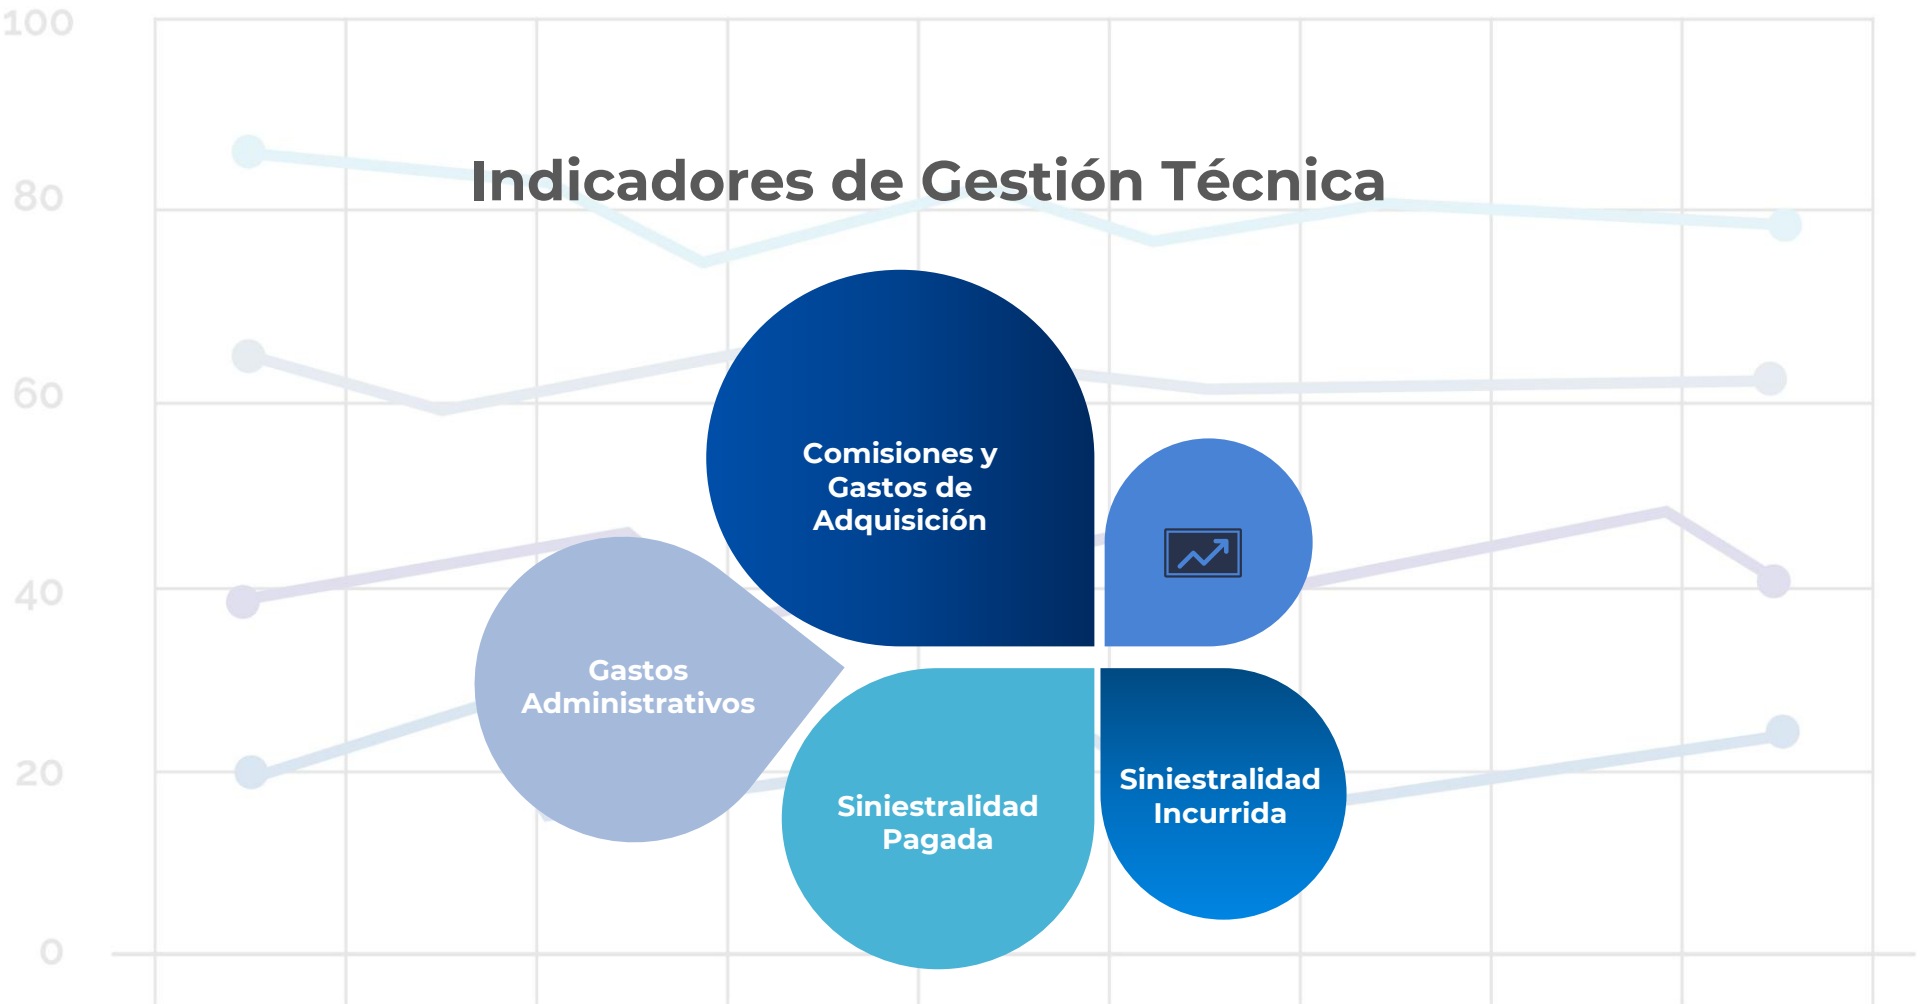 100
80
60
40
20
0
Indicadores de Gestión Técnica
Comisiones y
Gastos de
Adquisición
Gastos
Administrativos
Siniestralidad
Pagada
Siniestralidad
Incurrida